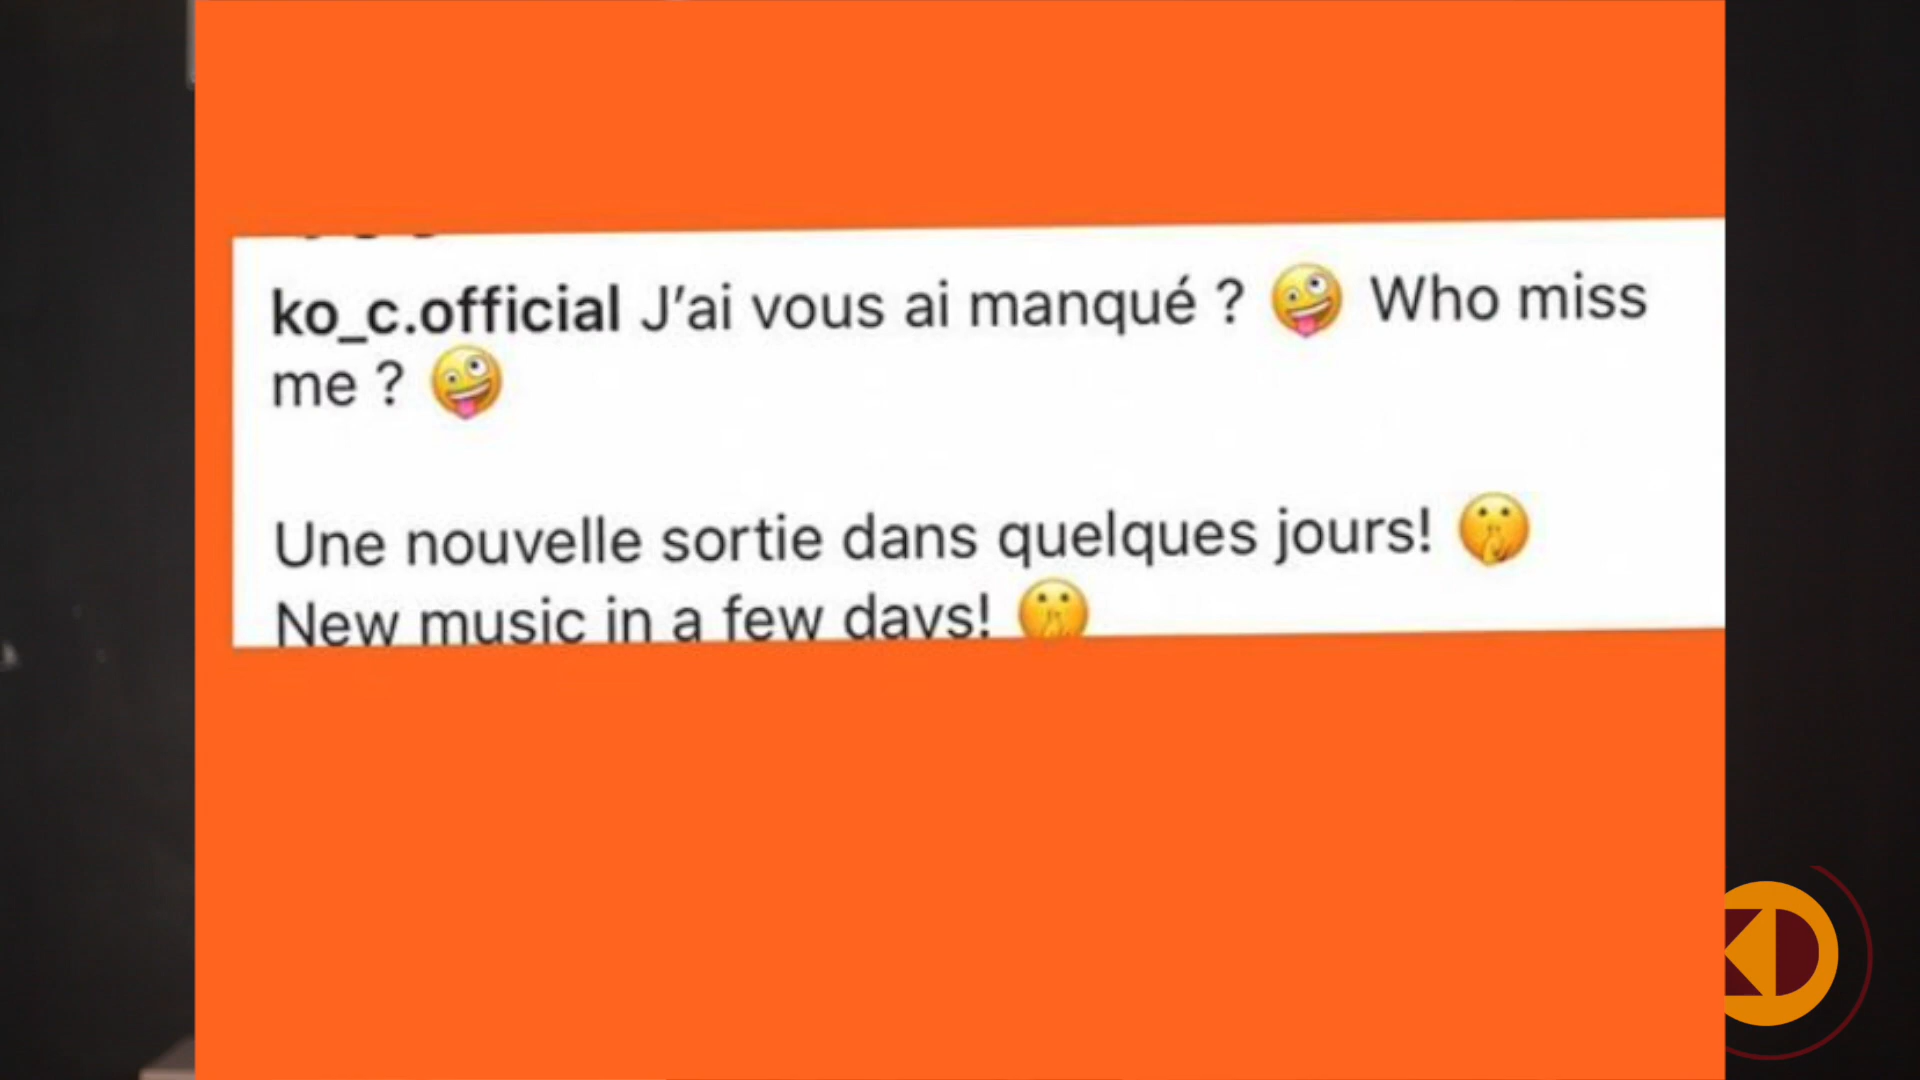 ko_c.official J'ai vous ai manqué ? 🤪 Who miss
me ? 🤪
Une nouvelle sortie dans quelques jours! 🤫
New music in a few days! 🤫
KD